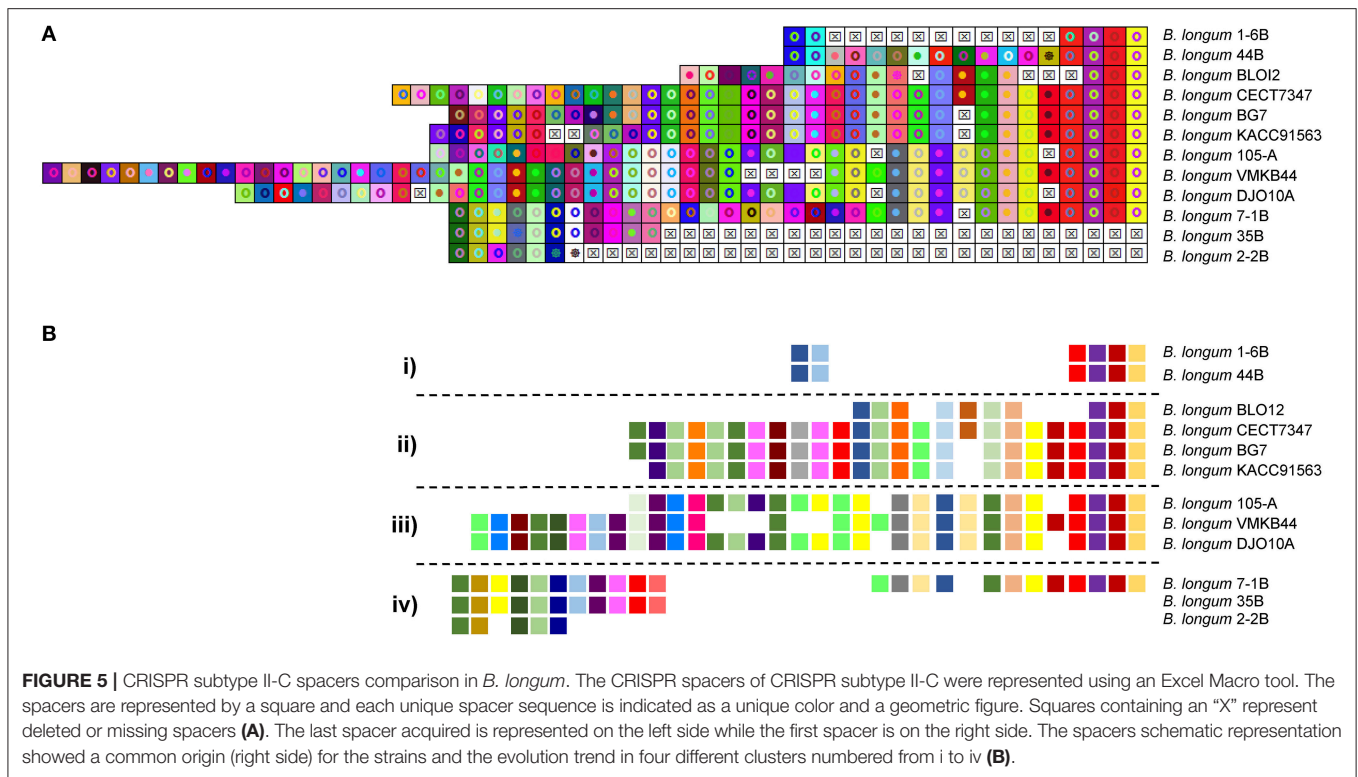 A
B. longum 1-6B
B. longum 44B
B. longum BLOI2
B. longum CECT7347
B. longum BG7
B. longum KACC91563
B. longum 105-A
B. longum VMKB44
B. longum DJO10A
B. longum 7-1B
B. longum 35B
B. longum 2-2B
B
i)
B. longum 1-6B
B. longum 44B
ii)
B. longum BLO12
B. longum CECT7347
B. longum BG7
B. longum KACC91563
iii)
B. longum 105-A
B. longum VMKB44
B. longum DJO10A
iv)
B. longum 7-1B
B. longum 35B
B. longum 2-2B
FIGURE 5 | CRISPR subtype II-C spacers comparison in B. longum. The CRISPR spacers of CRISPR subtype II-C were represented using an Excel Macro tool. The
spacers are represented by a square and each unique spacer sequence is indicated as a unique color and a geometric figure. Squares containing an “X” represent
deleted or missing spacers (A). The last spacer acquired is represented on the left side while the first spacer is on the right side. The spacers schematic representation
showed a common origin (right side) for the strains and the evolution trend in four different clusters numbered from i to iv (B).